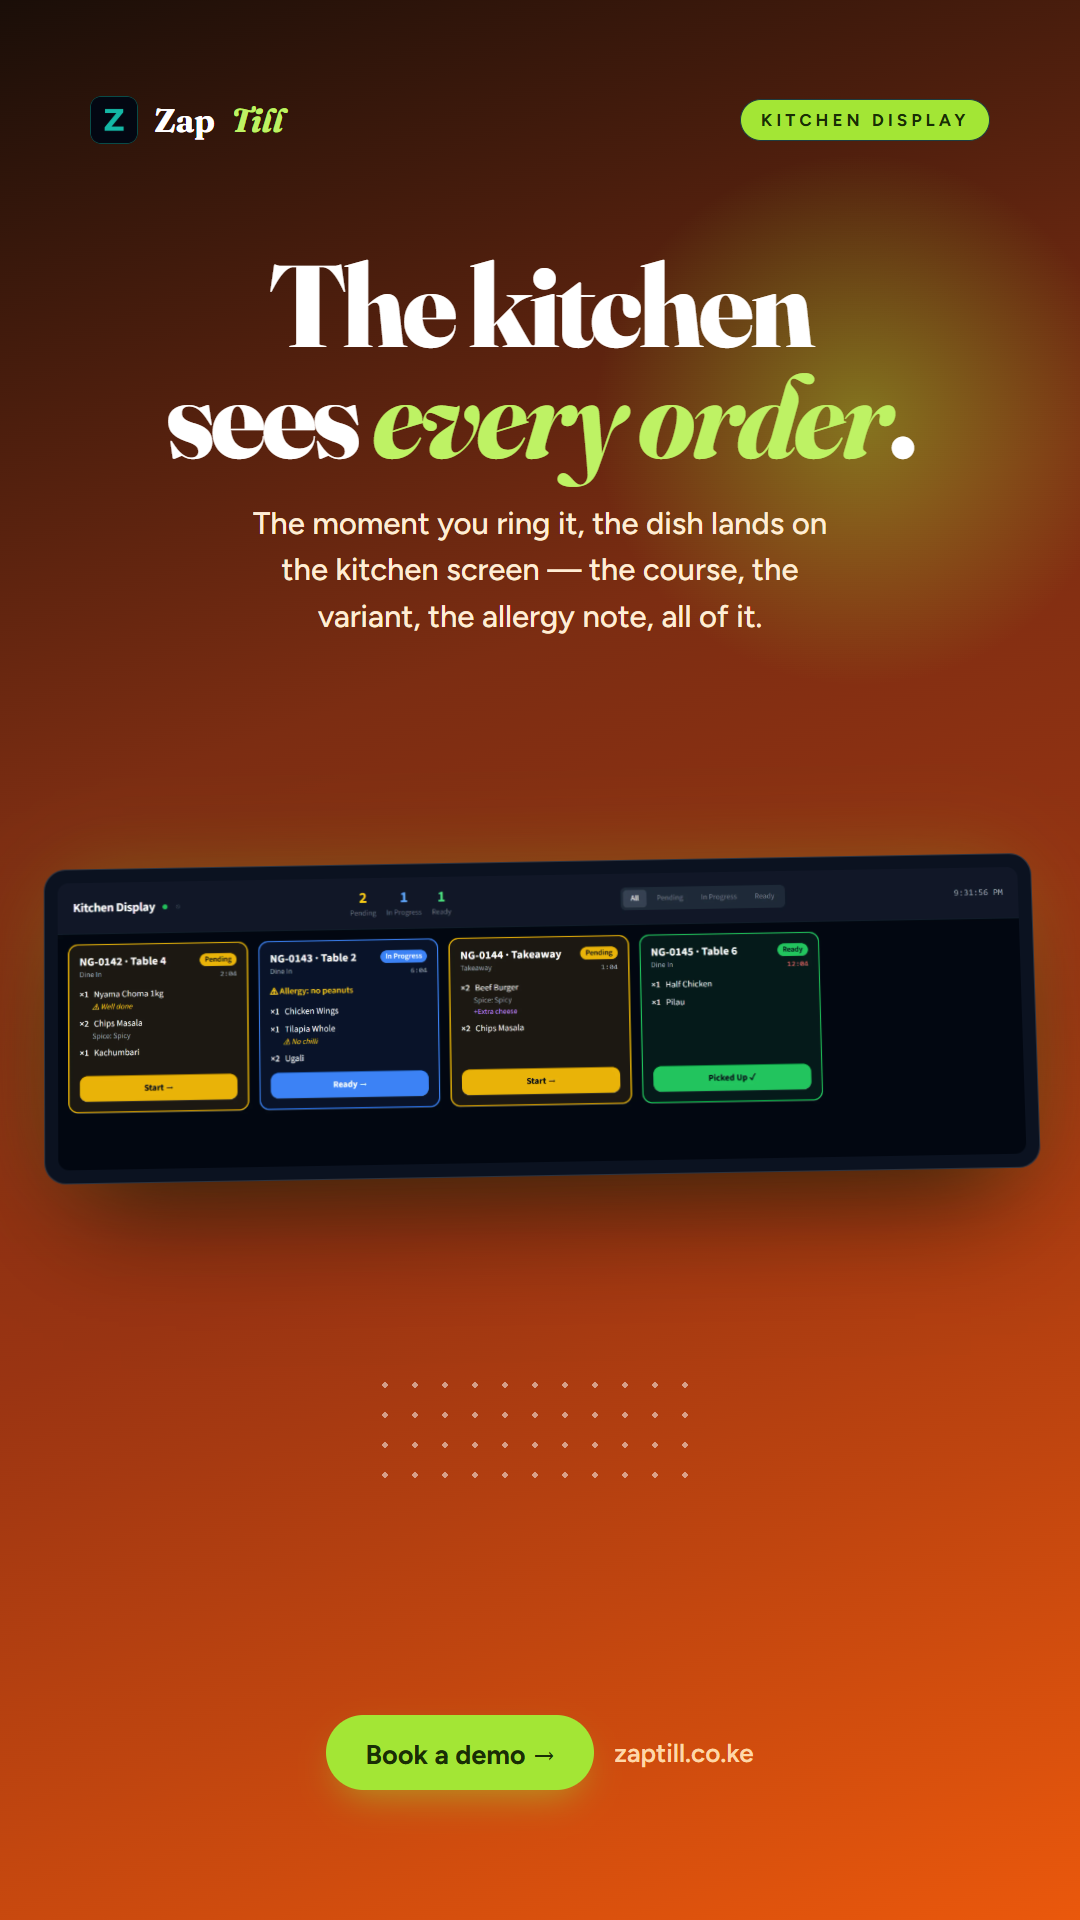 Z Zap Till
KITCHEN DISPLAY
The kitchen
sees every order.
The moment you ring it, the dish lands on
the kitchen screen — the course, the
variant, the allergy note, all of it.
Kitchen Display
2 Pending
1 In Progress
1 Ready
All Pending In Progress Ready
9:31:56 PM
NG-0142 · Table 4 Pending
Dine In 2:04
×1 Nyama Choma 1kg
⚠ Well done
×2 Chips Masala
Spice: Spicy
×1 Kachumbari
Start →
NG-0143 · Table 2 In Progress
Dine In 6:04
⚠ Allergy: no peanuts
×1 Chicken Wings
×1 Tilapia Whole
⚠ No chilli
×2 Ugali
Ready →
NG-0144 · Takeaway Pending
Takeaway 1:04
×2 Beef Burger
Spice: Spicy
+Extra cheese
×2 Chips Masala
Start →
NG-0145 · Table 6 Ready
Dine In 12:04
×1 Half Chicken
×1 Pilau
Picked Up ✓
Book a demo →
zaptill.co.ke